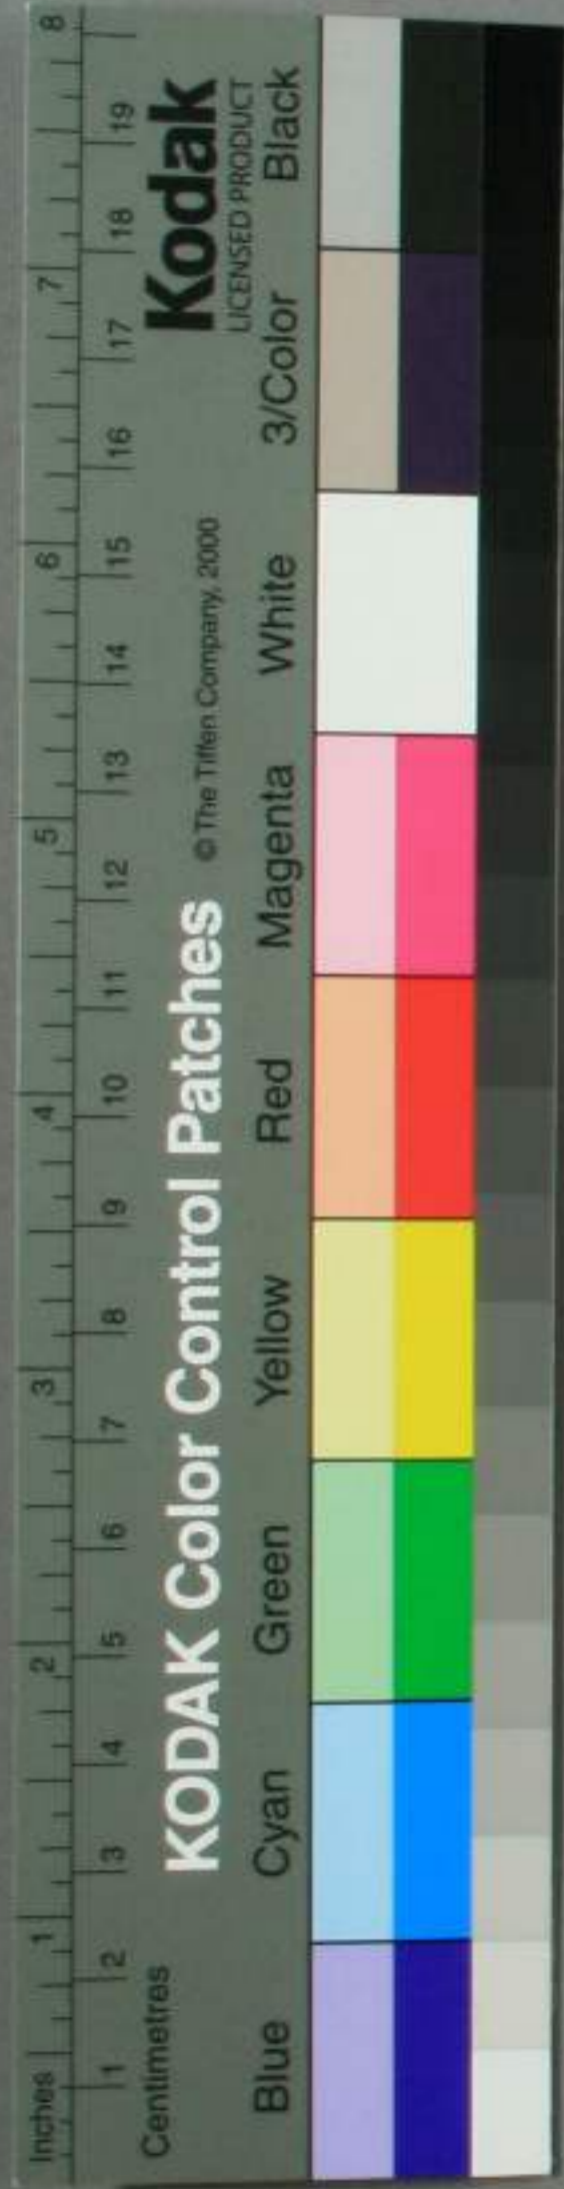 Inches 1 2 3 4 5 6 7 8
Centimetres 1 2 3 4 5 6 7 8 9 10 11 12 13 14 15 16 17 18 19
KODAK Color Control Patches © The Tiffen Company, 2000 Kodak
LICENSED PRODUCT
Blue Cyan Green Yellow Red Magenta White 3/Color Black